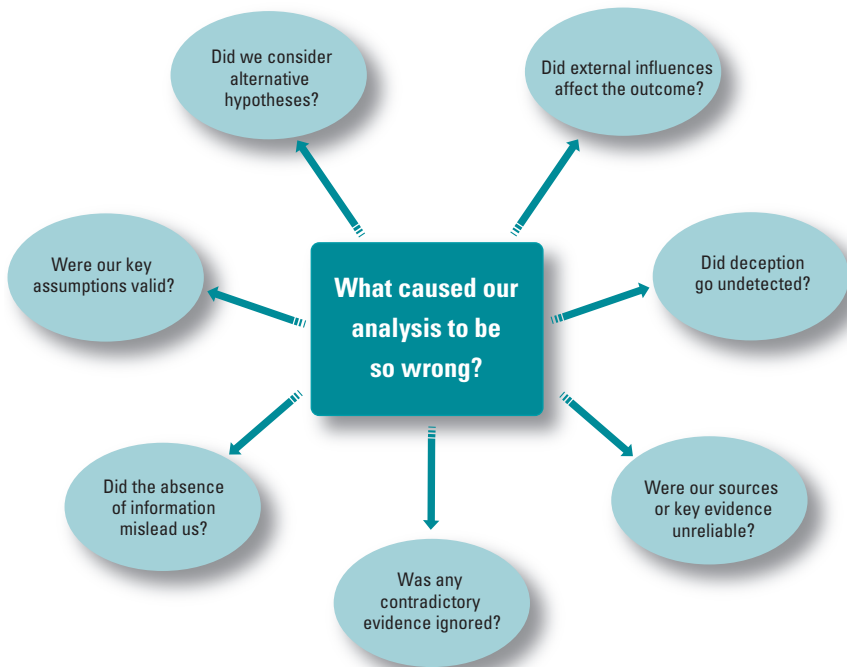 Did we consider
alternative
hypotheses?
Did external influences
affect the outcome?
Were our key
assumptions valid?
What caused our
analysis to be
so wrong?
Did deception
go undetected?
Did the absence
of information
mislead us?
Were our sources
or key evidence
unreliable?
Was any
contradictory
evidence ignored?